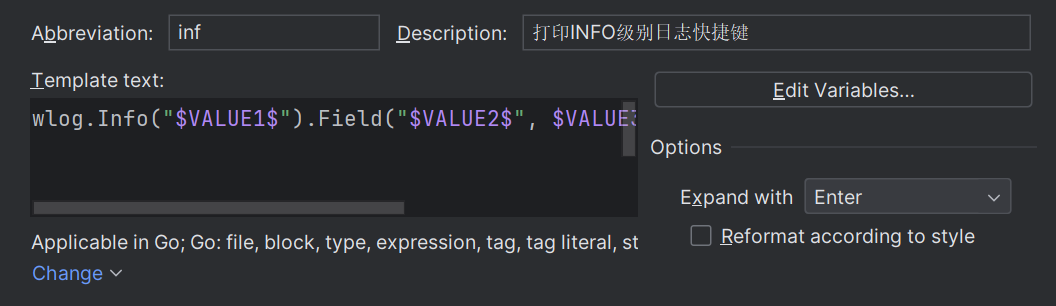 Abbreviation: inf Description: 打印INFO级别日志快捷键
Template text:
Edit Variables...
wlog.Info("$VALUE1$").Field("$VALUE2$", $VALUE
Options
Expand with Enter
Reformat according to style
Applicable in Go; Go: file, block, type, expression, tag, tag literal, st
Change